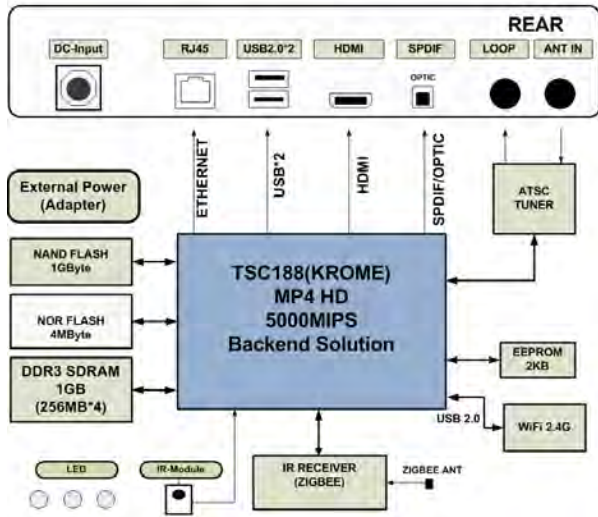 REAR
DC-Input
RJ45
USB2.0*2
HDMI
SPDIF
LOOP
ANT IN
OPTIC
ETHERNET
USB*2
HDMI
SPDIF/OPTIC
External Power
(Adapter)
ATSC
TUNER
NAND FLASH
1GByte
NOR FLASH
4MByte
DDR3 SDRAM
1GB
(256MB*4)
TSC188(KROME)
MP4 HD
5000MIPS
Backend Solution
EEPROM
2KB
USB 2.0
WiFi 2.4G
LED
IR-Module
IR RECEIVER
(ZIGBEE)
ZIGBEE ANT